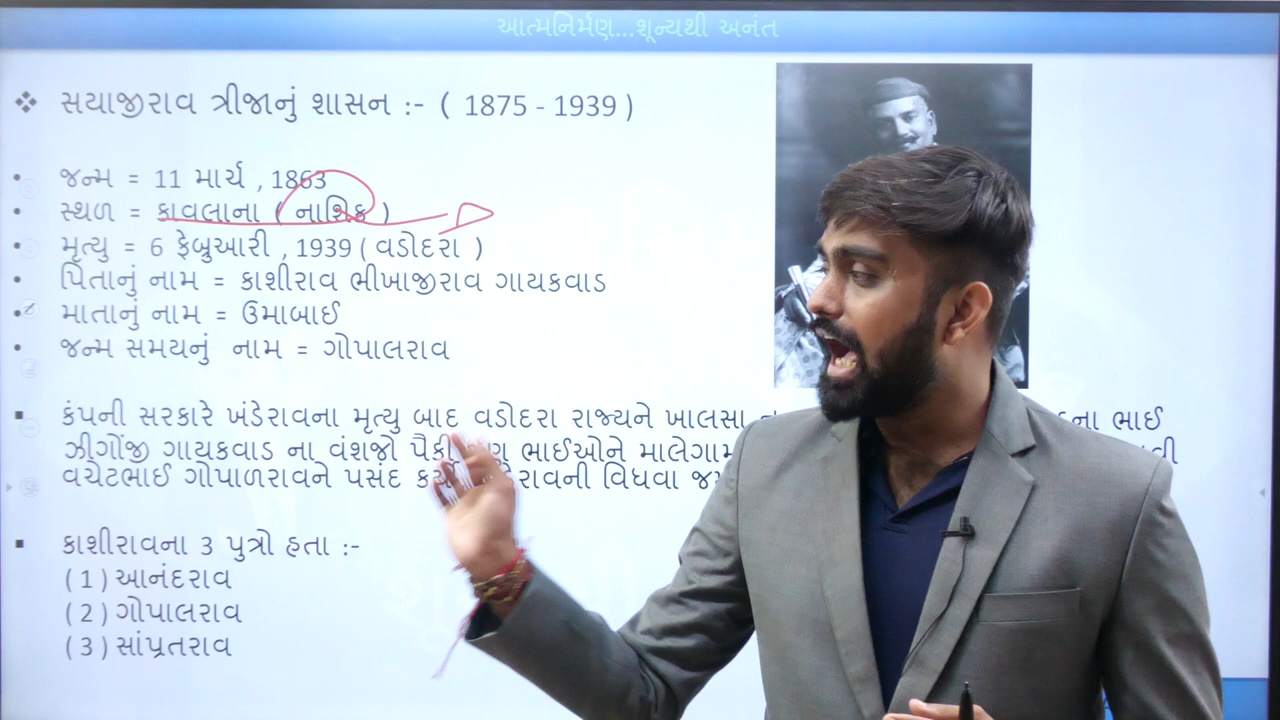 આત્મનિર્મણ...શૂન્યથી અનંત
❖ સયાજીરાવ ત્રીજાનું શાસન :- ( 1875 - 1939 )
• જન્મ = 11 માર્ચ , 1863
• સ્થળ = કાવલાના ( નાશિક )
• મૃત્યુ = 6 ફેબ્રુઆરી , 1939 ( વડોદરા )
• પિતાનું નામ = કાશીરાવ ભીખાજીરાવ ગાયકવાડ
• માતાનું નામ = ઉમાબાઈ
• જન્મ સમયનું નામ = ગોપાલરાવ
▪ કંપની સરકારે ખંડેરાવના મૃત્યુ બાદ વડોદરા રાજ્યને ખાલસા ના ભાઈ
ઝીંગોજી ગાયકવાડ ના વંશજો પૈકી ભાઈઓને માલેગામ
વચેટભાઈ ગોપાળરાવને પસંદ વિધવા
▪ કાશીરાવના 3 પુત્રો હતા :-
( 1 ) આનંદરાવ
( 2 ) ગોપાલરાવ
( 3 ) સાંપ્રતરાવ